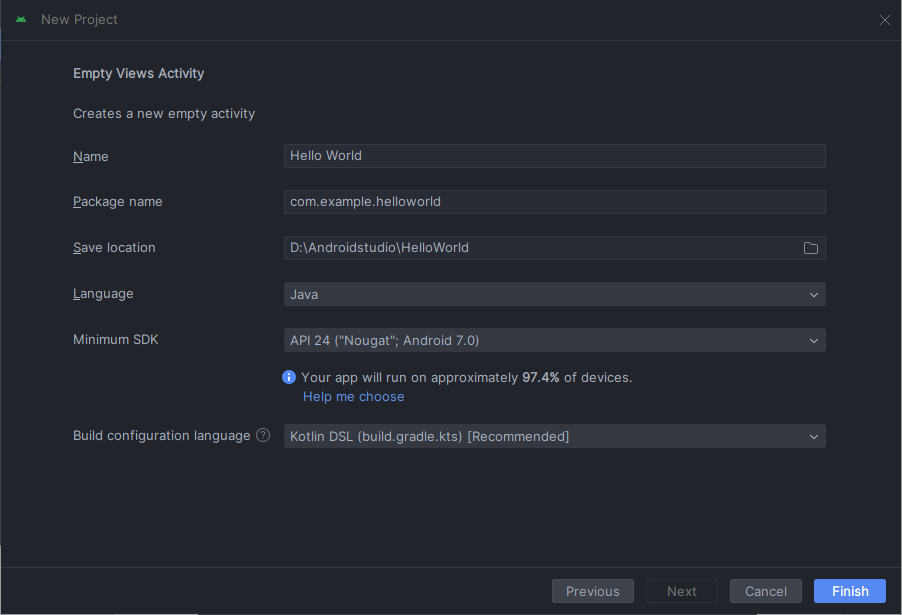 New Project
Empty Views Activity
Creates a new empty activity
Name Hello World
Package name com.example.helloworld
Save location D:\Androidstudio\HelloWorld
Language Java
Minimum SDK API 24 ("Nougat"; Android 7.0)
Your app will run on approximately 97.4% of devices.
Help me choose
Build configuration language Kotlin DSL (build.gradle.kts) [Recommended]
Previous Next Cancel Finish